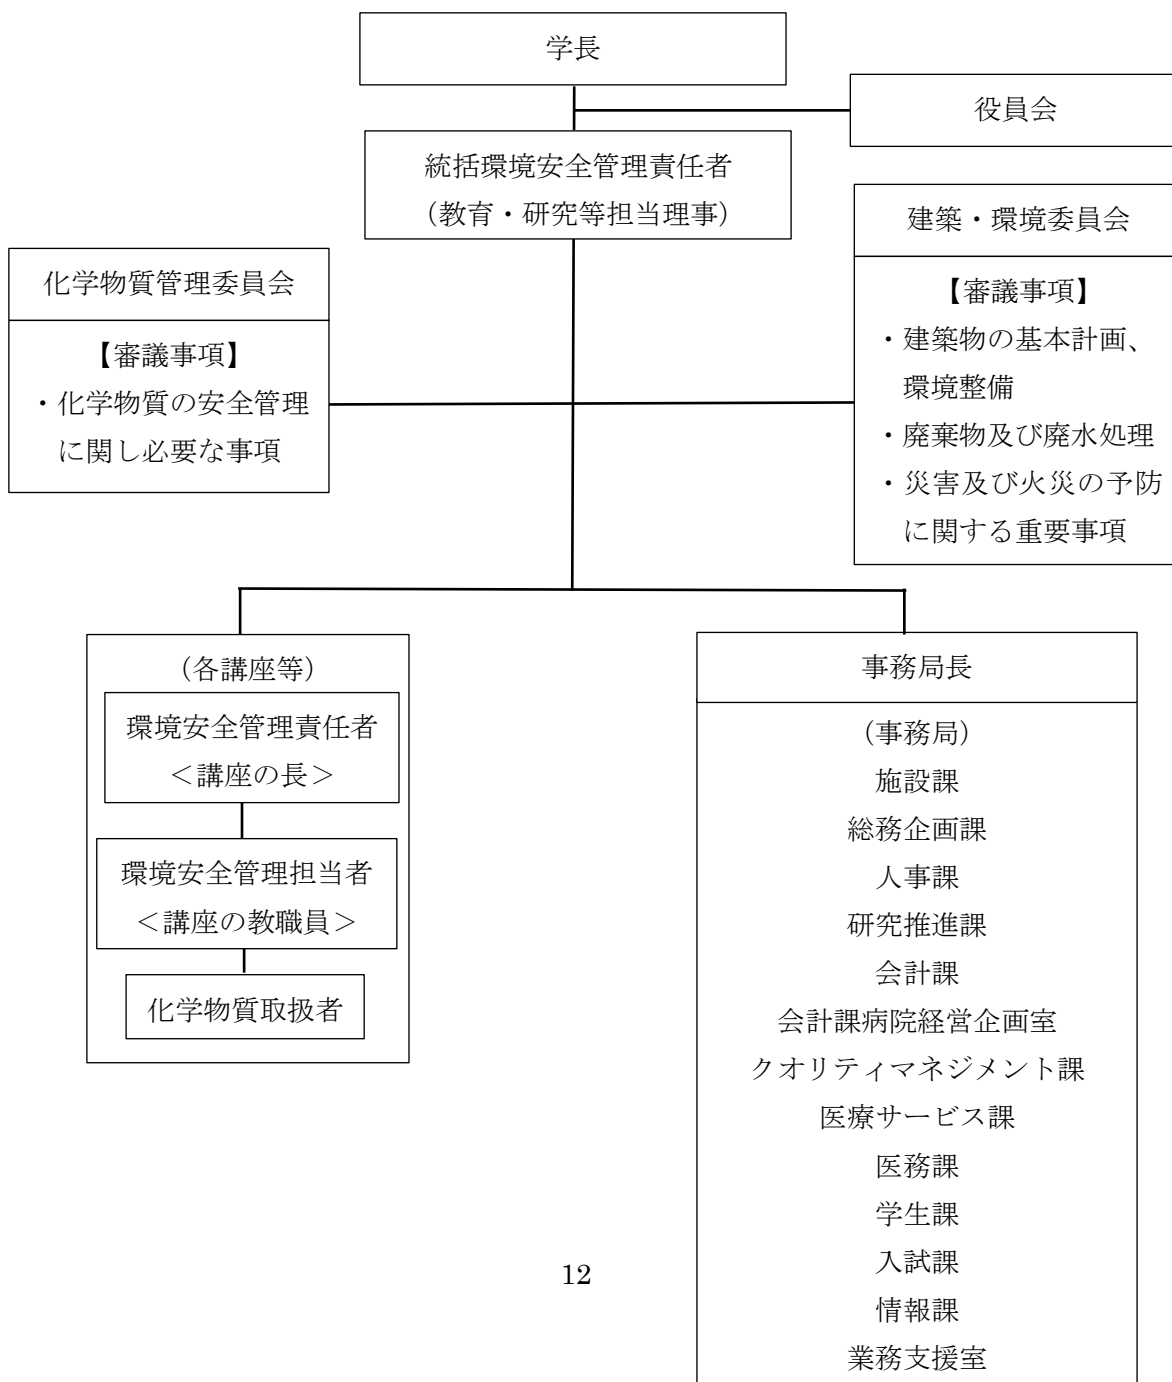 学長
役員会
統括環境安全管理責任者
(教育・研究等担当理事)
建築・環境委員会
【審議事項】
・建築物の基本計画、
環境整備
・廃棄物及び廃水処理
・災害及び火災の予防
に関する重要事項
化学物質管理委員会
【審議事項】
・化学物質の安全管理
に関し必要な事項
(各講座等)
環境安全管理責任者
＜講座の長＞
環境安全管理担当者
＜講座の教職員＞
化学物質取扱者
事務局長
(事務局)
施設課
総務企画課
人事課
研究推進課
会計課
会計課病院経営企画室
クオリティマネジメント課
医療サービス課
医務課
学生課
入試課
情報課
業務支援室
12